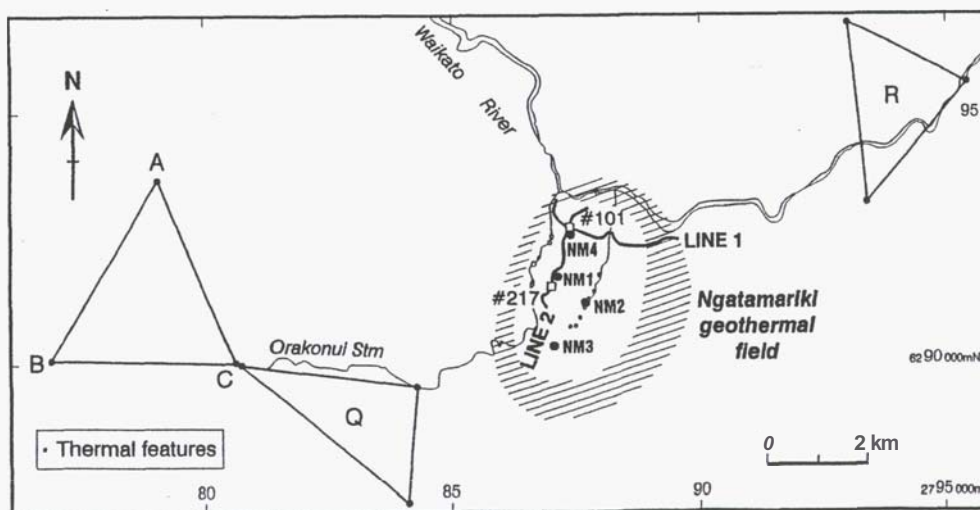 Waikato
River
N
R
95
A
#101
LINE 1
NM4
NM1
#217
NM2
LINE 2
Ngatamariki
geothermal
field
NM3
B
C
Orakonui Stm
6290 000mN
Q
• Thermal features
0 2 km
80 85 90 2795 000m